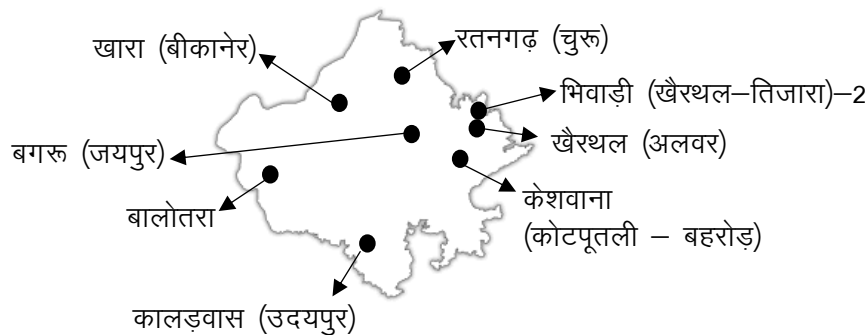 खारा (बीकानेर)
रतनगढ़ (चुरू)
भिवाड़ी (खैरथल–तिजारा)–2
खैरथल (अलवर)
बगरू (जयपुर)
केशवाना
(कोटपूतली – बहरोड़)
बालोतरा
कालड़वास (उदयपुर)